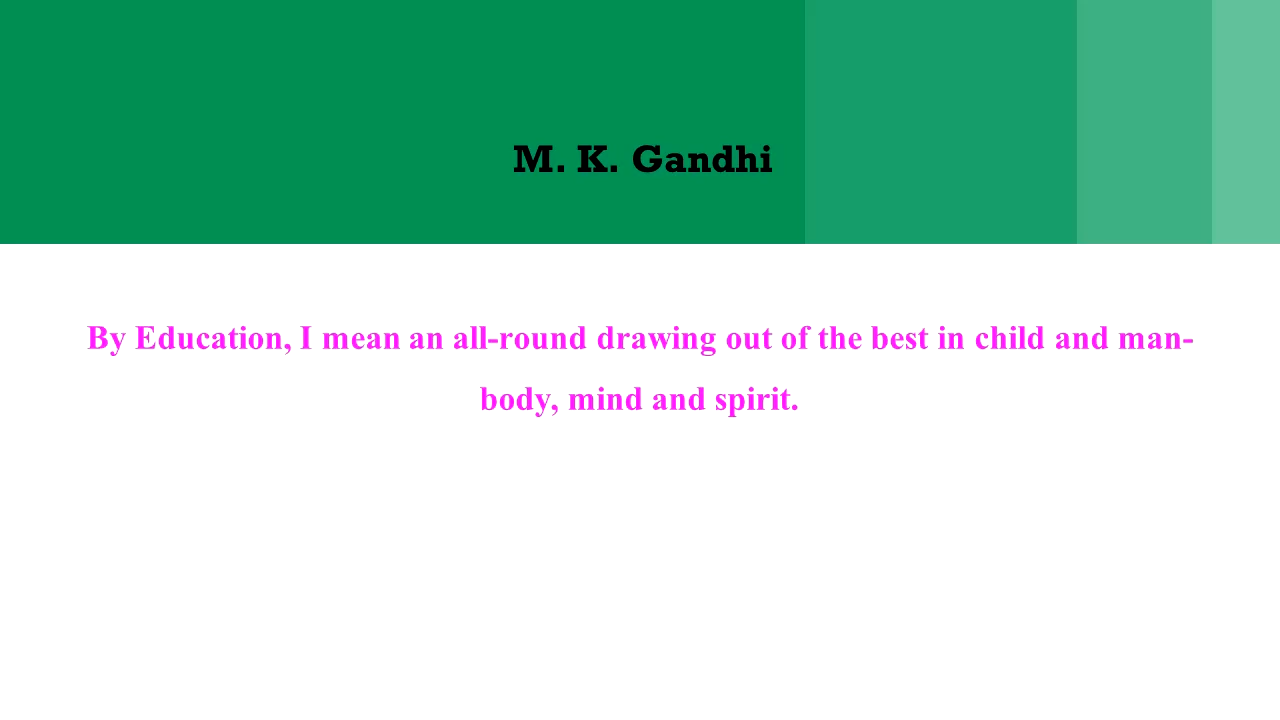 M. K. Gandhi
By Education, I mean an all-round drawing out of the best in child and man-
body, mind and spirit.